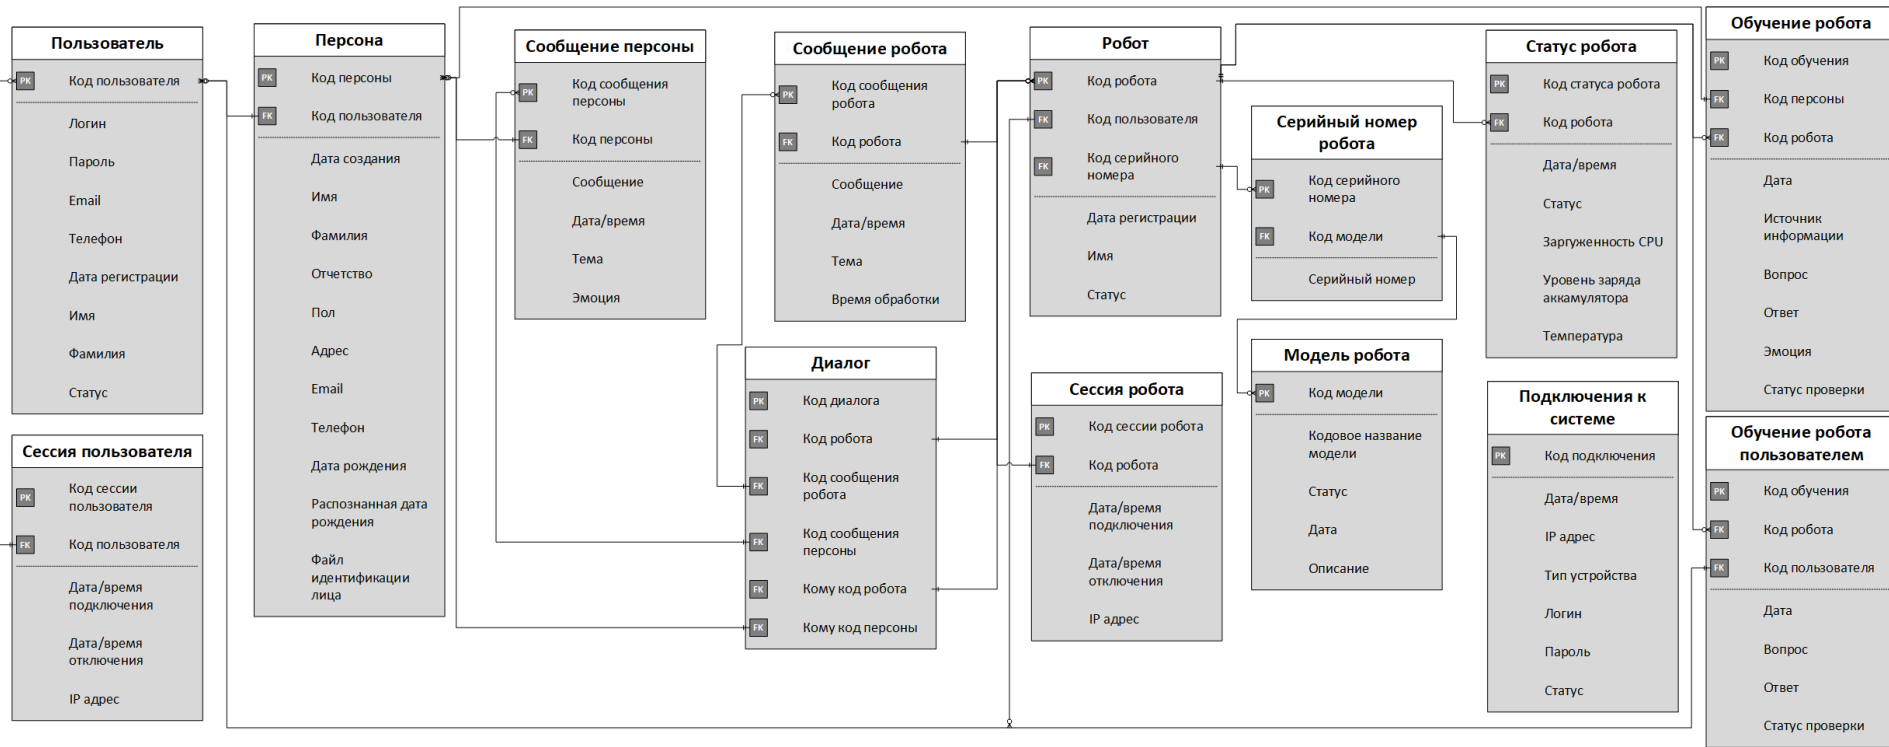 Пользователь
PK Код пользователя
Логин
Пароль
Email
Телефон
Дата регистрации
Имя
Фамилия
Статус
Сессия пользователя
PK Код сессии
пользователя
FK Код пользователя
Дата/время
подключения
Дата/время
отключения
IP адрес
Персона
PK Код персоны
FK Код пользователя
Дата создания
Имя
Фамилия
Отчетство
Пол
Адрес
Email
Телефон
Дата рождения
Распознанная дата
рождения
Файл
идентификации
лица
Сообщение персоны
PK Код сообщения
персоны
FK Код персоны
Сообщение
Дата/время
Тема
Эмоция
Сообщение робота
PK Код сообщения
робота
FK Код робота
Сообщение
Дата/время
Тема
Время обработки
Диалог
PK Код диалога
FK Код робота
FK Код сообщения
робота
FK Код сообщения
персоны
FK Кому код робота
FK Кому код персоны
Робот
PK Код робота
FK Код пользователя
FK Код серийного
номера
Дата регистрации
Имя
Статус
Сессия робота
PK Код сессии робота
FK Код робота
Дата/время
подключения
Дата/время
отключения
IP адрес
Серийный номер
робота
PK Код серийного
номера
FK Код модели
Серийный номер
Модель робота
PK Код модели
Кодовое название
модели
Статус
Дата
Описание
Статус робота
PK Код статуса робота
FK Код робота
Дата/время
Статус
Заргуженность CPU
Уровень заряда
аккамулятора
Температура
Подключения к
системе
PK Код подключения
Дата/время
IP адрес
Тип устройства
Логин
Пароль
Статус
Обучение робота
PK Код обучения
FK Код персоны
FK Код робота
Дата
Источник
информации
Вопрос
Ответ
Эмоция
Статус проверки
Обучение робота
пользователем
PK Код обучения
FK Код робота
FK Код пользователя
Дата
Вопрос
Ответ
Статус проверки